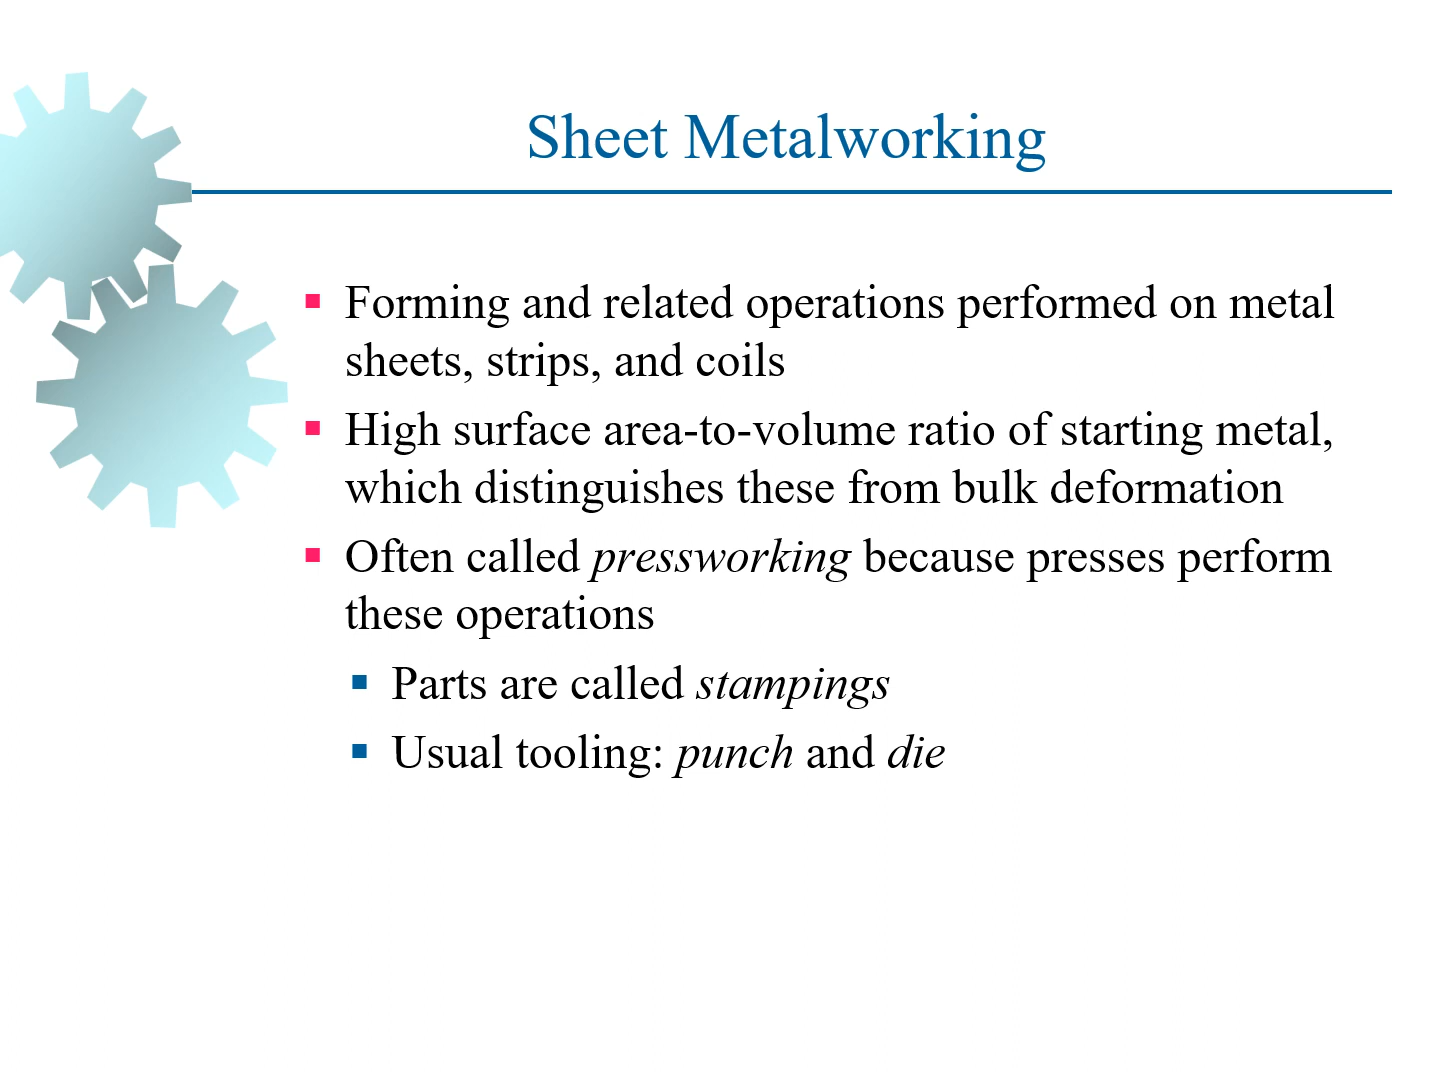 Sheet Metalworking
Forming and related operations performed on metal
sheets, strips, and coils
High surface area-to-volume ratio of starting metal,
which distinguishes these from bulk deformation
Often called pressworking because presses perform
these operations
Parts are called stampings
Usual tooling: punch and die